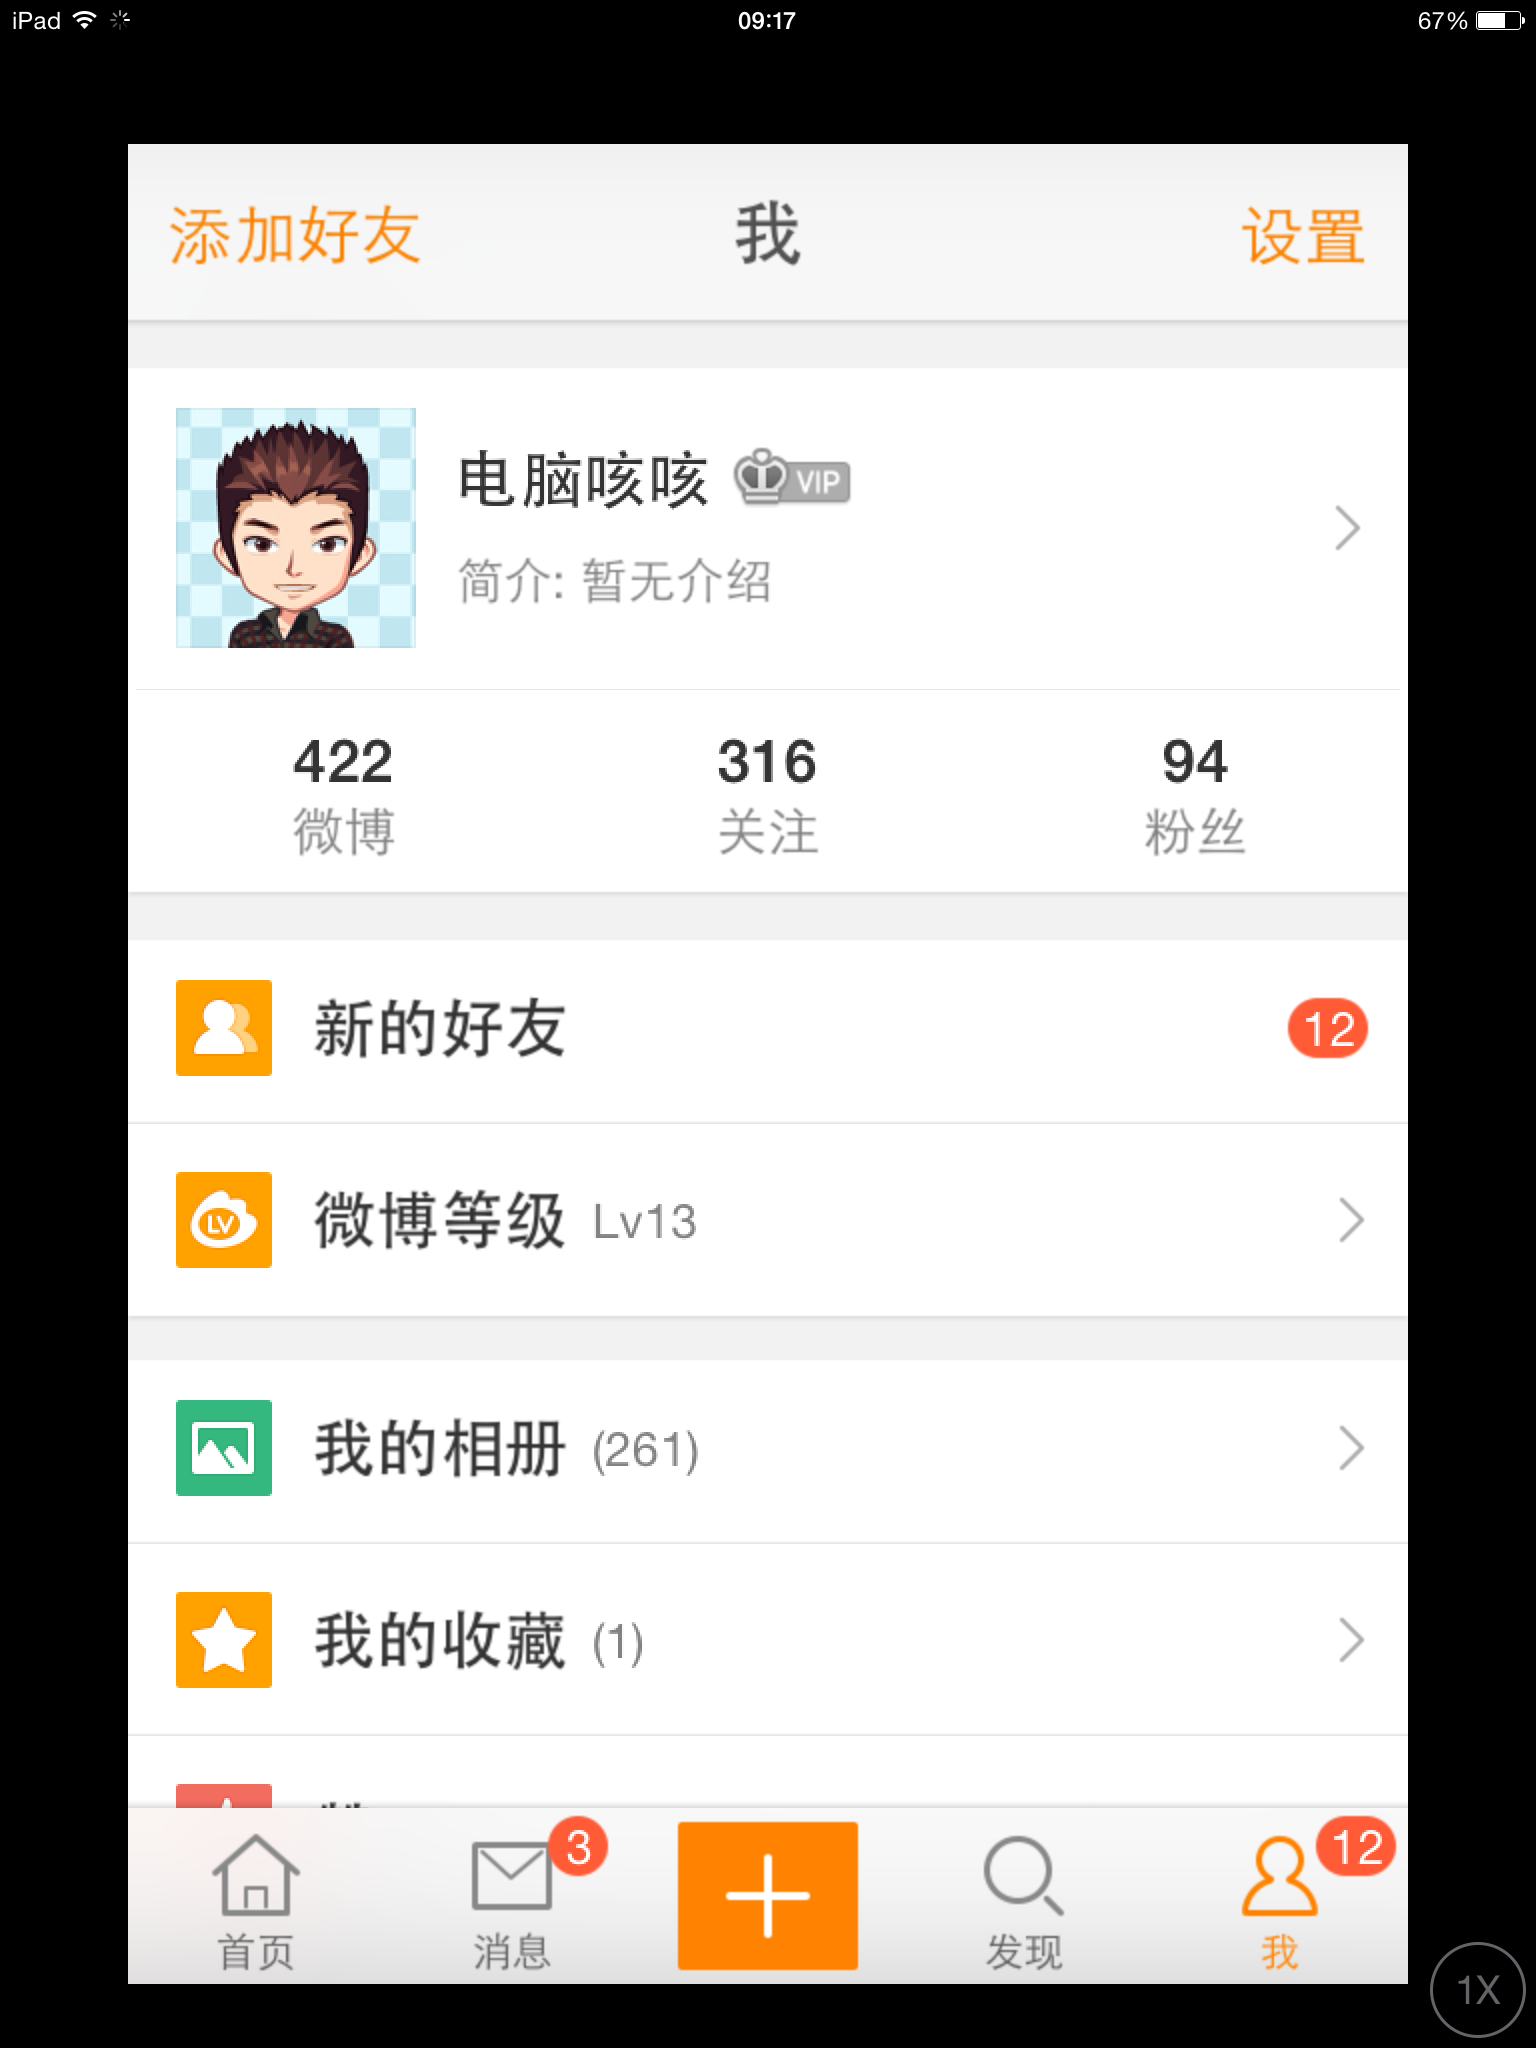 iPad 09:17 67%
添加好友 我 设置
电脑咳咳 VIP
简介: 暂无介绍
422 316 94
微博 关注 粉丝
新的好友 12
LV 微博等级 Lv13
我的相册 (261)
我的收藏 (1)
3 12
首页 消息 发现 我
1X